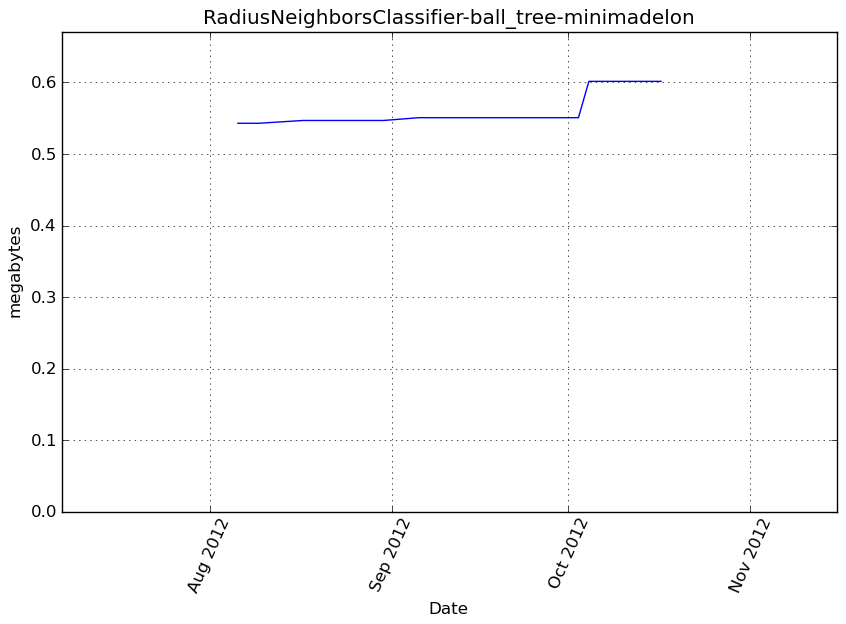 RadiusNeighborsClassifier-ball_tree-minimadelon
0.6
0.5
0.4
0.3
0.2
0.1
0.0
megabytes
Aug 2012
Sep 2012
Oct 2012
Nov 2012
Date